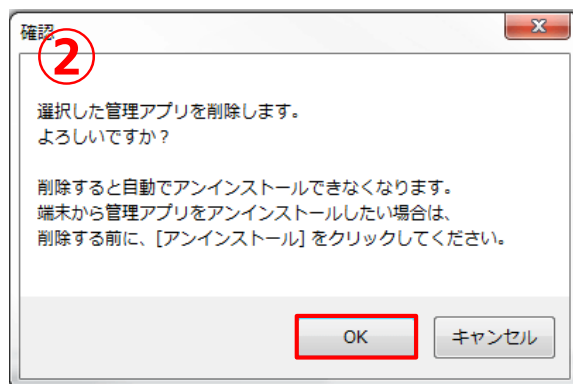 確認
②
選択した管理アプリを削除します。
よろしいですか？
削除すると自動でアンインストールできなくなります。
端末から管理アプリをアンインストールしたい場合は、
削除する前に、[アンインストール] をクリックしてください。
OK
キャンセル